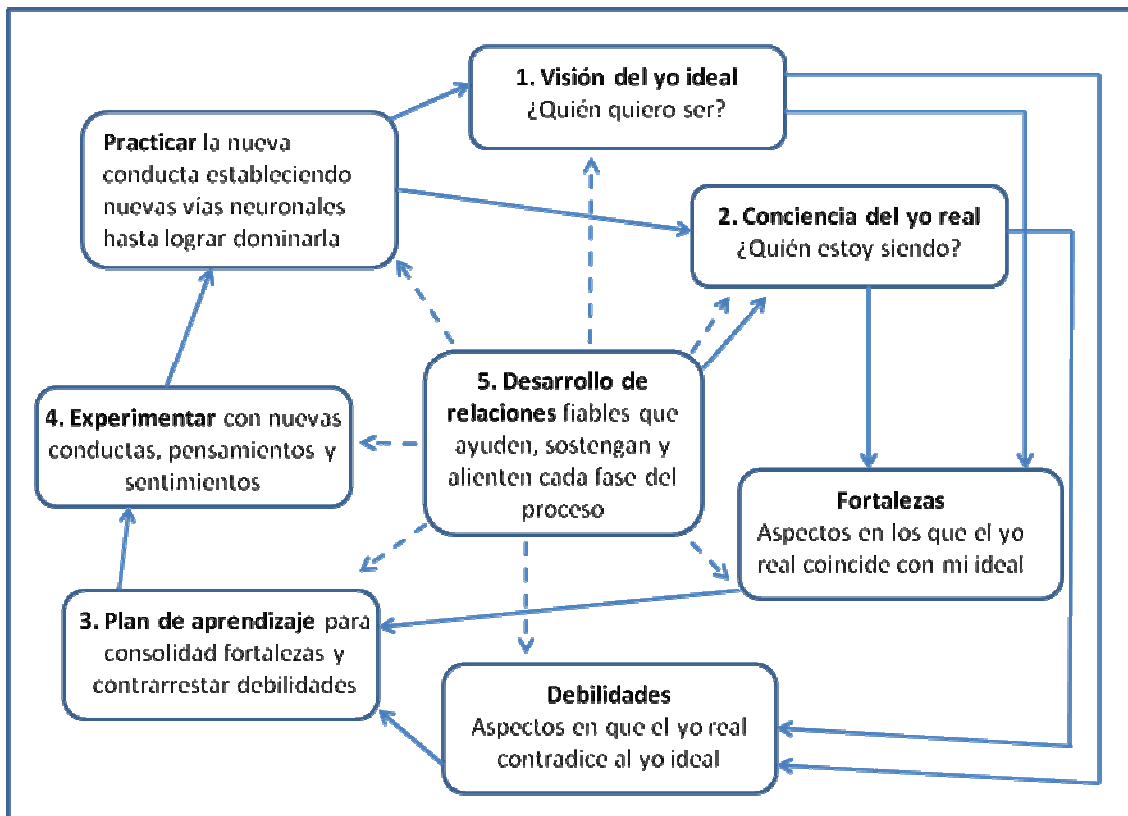 1. Visión del yo ideal
¿Quién quiero ser?
Practicar la nueva
conducta estableciendo
nuevas vías neuronales
hasta lograr dominarla
2. Conciencia del yo real
¿Quién estoy siendo?
5. Desarrollo de
relaciones fiables que
ayuden, sostengan y
alienten cada fase del
proceso
4. Experimentar con nuevas
conductas, pensamientos y
sentimientos
Fortalezas
Aspectos en los que el yo
real coincide con mi ideal
3. Plan de aprendizaje para
consolidad fortalezas y
contrarrestar debilidades
Debilidades
Aspectos en que el yo real
contradice al yo ideal